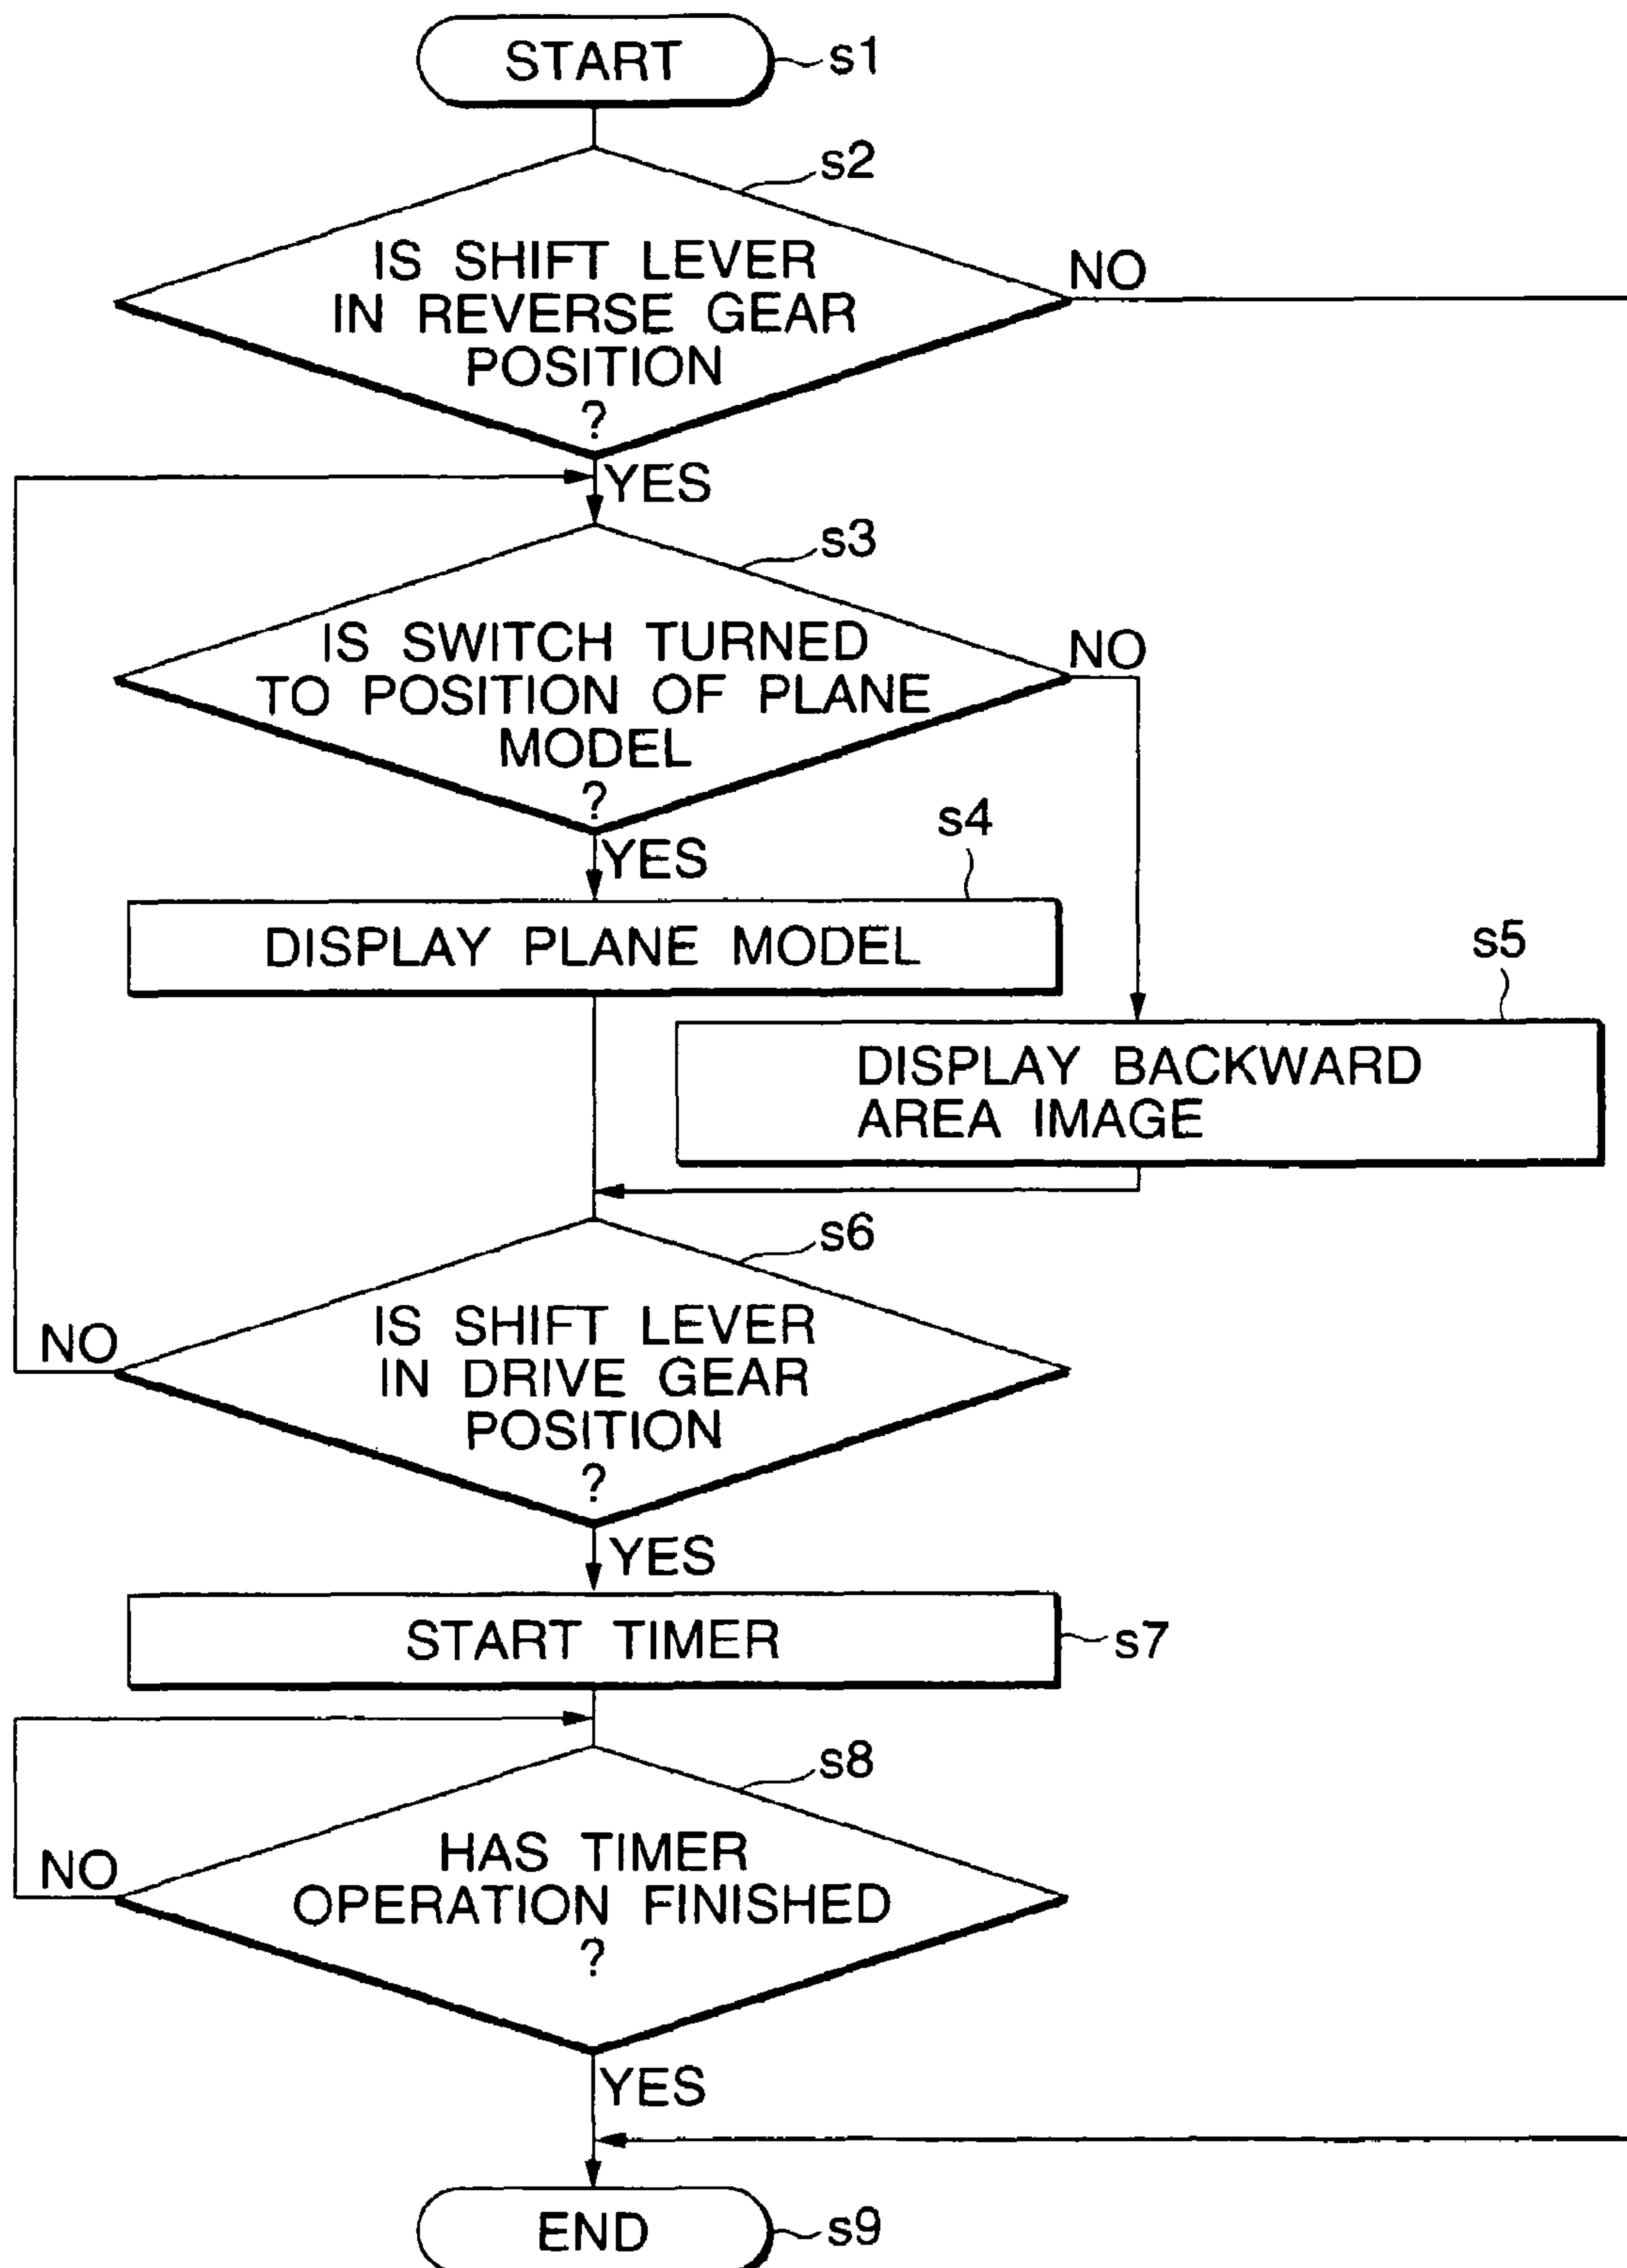 START
s1
s2
IS SHIFT LEVER
IN REVERSE GEAR
POSITION
?
NO
YES
s3
IS SWITCH TURNED
TO POSITION OF PLANE
MODEL
?
NO
YES
s4
DISPLAY PLANE MODEL
s5
DISPLAY BACKWARD
AREA IMAGE
s6
IS SHIFT LEVER
IN DRIVE GEAR
POSITION
?
NO
YES
START TIMER
s7
s8
HAS TIMER
OPERATION FINISHED
?
NO
YES
END
s9